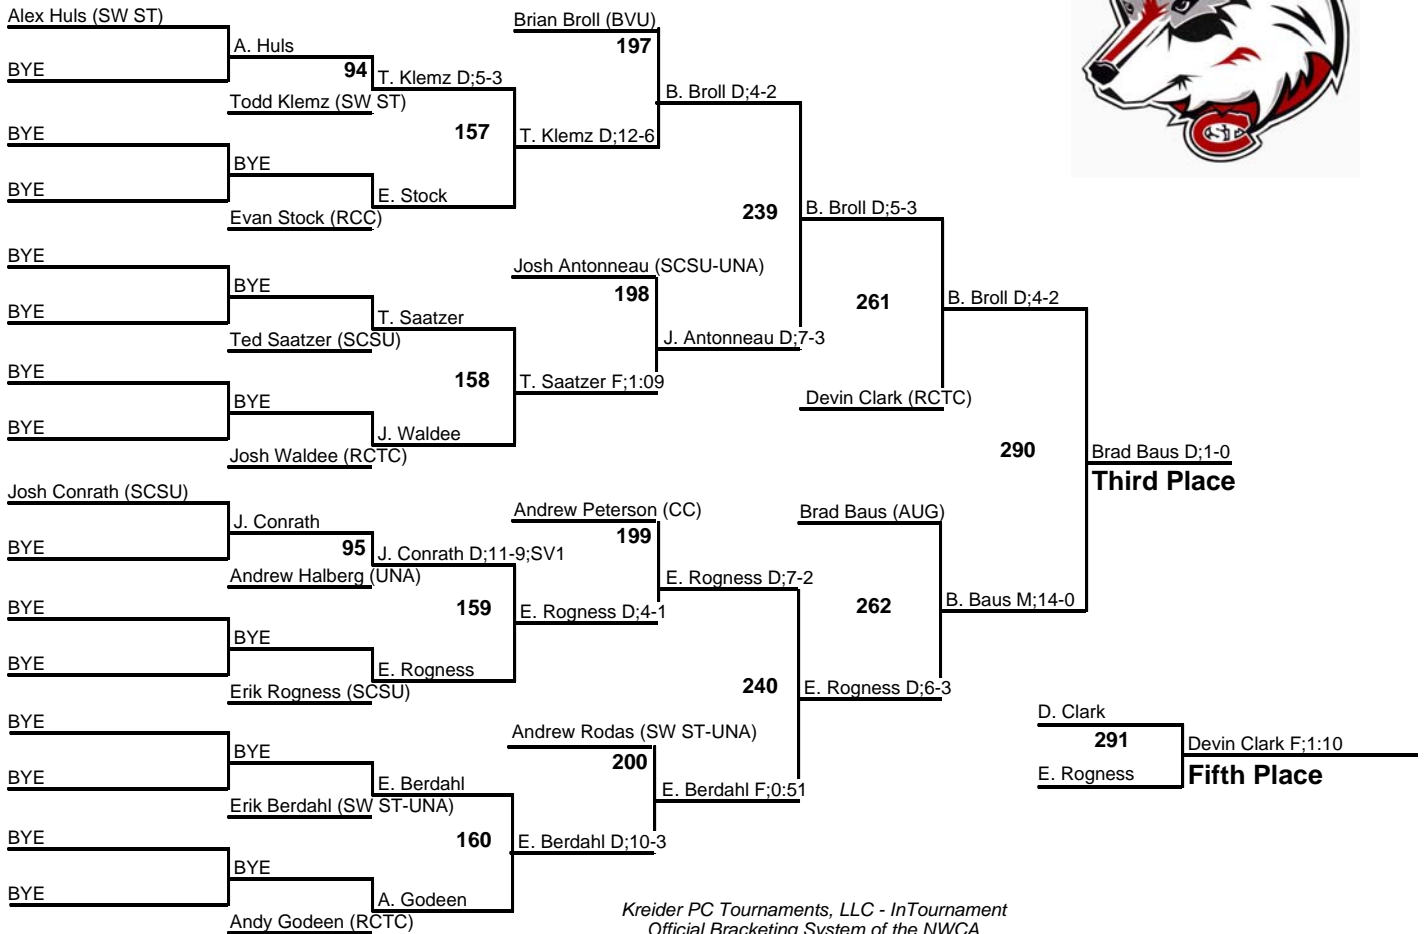 Alex Huls (SW ST)
BYE
A. Huls
94
Todd Klemz (SW ST)
T. Klemz D;5-3
BYE
BYE
BYE
Evan Stock (RCC)
E. Stock
157
Brian Broll (BVU)
197
T. Klemz D;12-6
B. Broll D;4-2
BYE
BYE
BYE
Ted Saatzer (SCSU)
T. Saatzer
BYE
BYE
BYE
Josh Waldee (RCTC)
J. Waldee
158
Josh Antonneau (SCSU-UNA)
198
T. Saatzer F;1:09
J. Antonneau D;7-3
239
B. Broll D;5-3
261
Devin Clark (RCTC)
B. Broll D;4-2
290
Brad Baus D;1-0
Third Place
Josh Conrath (SCSU)
BYE
J. Conrath
95
Andrew Halberg (UNA)
J. Conrath D;11-9;SV1
BYE
BYE
BYE
Erik Rogness (SCSU)
E. Rogness
159
Andrew Peterson (CC)
199
E. Rogness D;4-1
E. Rogness D;7-2
BYE
BYE
BYE
Erik Berdahl (SW ST-UNA)
E. Berdahl
BYE
BYE
BYE
Andy Godeen (RCTC)
A. Godeen
160
Andrew Rodas (SW ST-UNA)
200
E. Berdahl D;10-3
E. Berdahl F;0:51
240
Brad Baus (AUG)
262
E. Rogness D;6-3
B. Baus M;14-0
D. Clark
291
E. Rogness
Devin Clark F;1:10
Fifth Place
ST
C
Kreider PC Tournaments, LLC - InTournament
Official Bracketing System of the NWCA